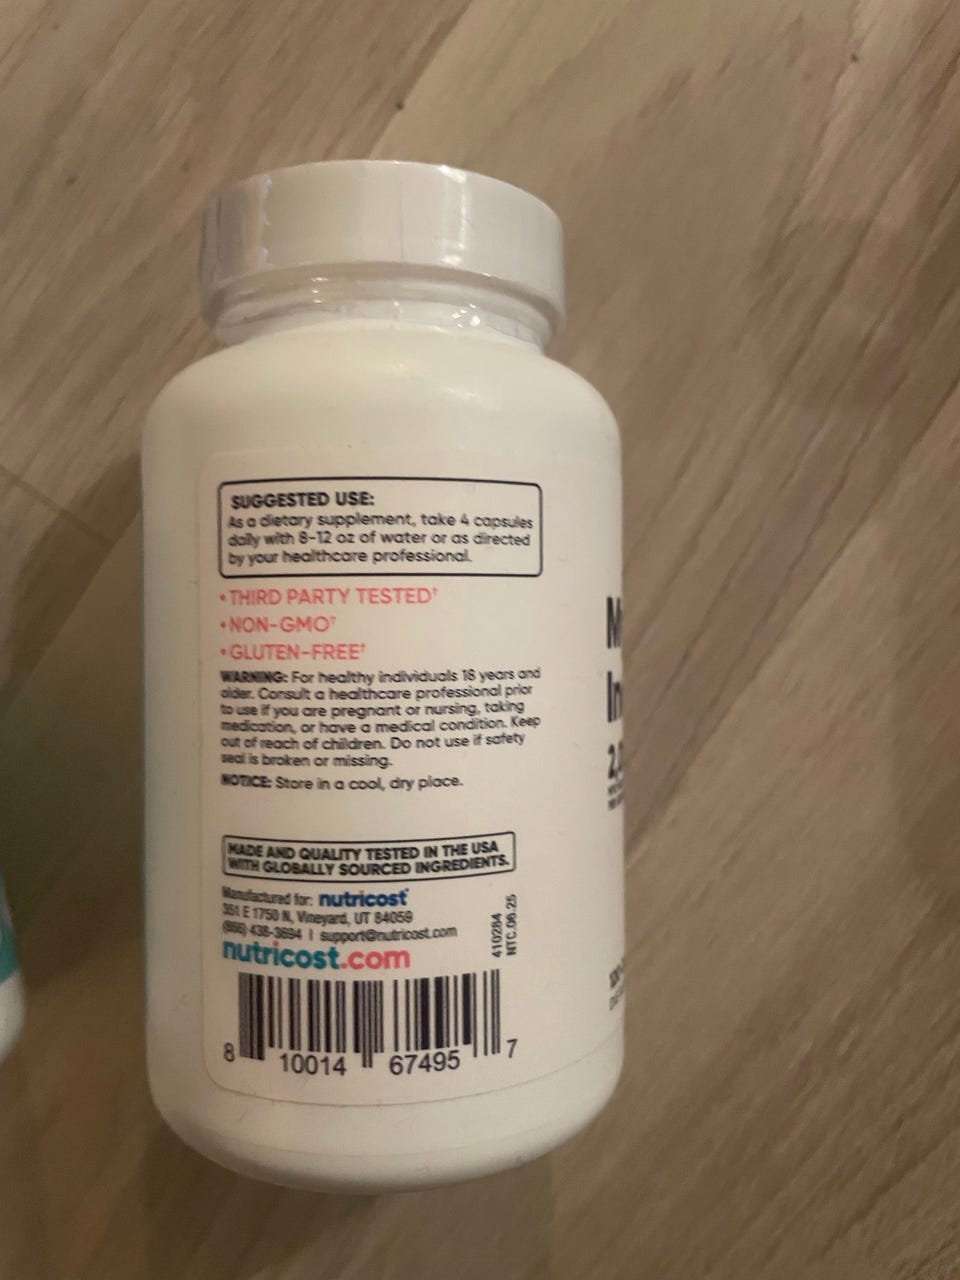 SUGGESTED USE:
As a dietary supplement, take 4 capsules
daily with 8-12 oz of water or as directed
by your healthcare professional.
• THIRD PARTY TESTED†
• NON-GMO†
• GLUTEN-FREE†
WARNING: For healthy individuals 18 years and
older. Consult a healthcare professional prior
to use if you are pregnant or nursing, taking
medication, or have a medical condition. Keep
out of reach of children. Do not use if safety
seal is broken or missing.
NOTICE: Store in a cool, dry place.
MADE AND QUALITY TESTED IN THE USA
WITH GLOBALLY SOURCED INGREDIENTS.
Manufactured for: nutricost
351 E 1750 N, Vineyard, UT 84059
(866) 438-3694 | support@nutricost.com
nutricost.com
410284
NTC.06.25
8 10014 67495 7
M
In
2,0